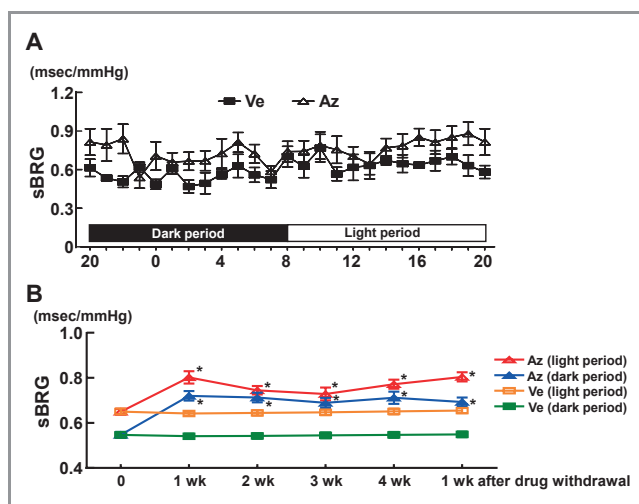 A
(msec/mmHg)
1.2
Ve Az
0.9
0.6
0.3
0
sBRG
Dark period Light period
20 0 4 8 12 16 20
B
(msec/mmHg)
1.0
0.8
0.6
0.4
sBRG
* * * * *
* * * * *
Az (light period)
Az (dark period)
Ve (light period)
Ve (dark period)
0 1 wk 2 wk 3 wk 4 wk 1 wk after drug withdrawal